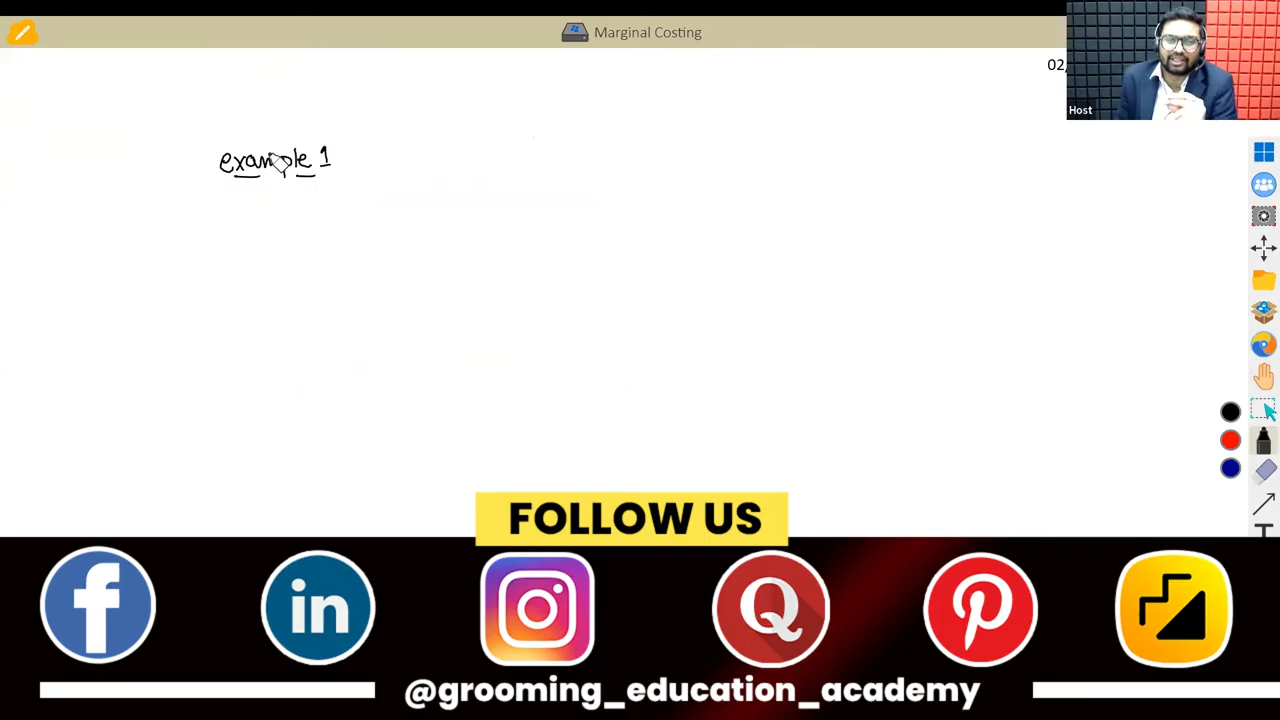 Marginal Costing
02/
Host
example 1
FOLLOW US
@grooming_education_academy